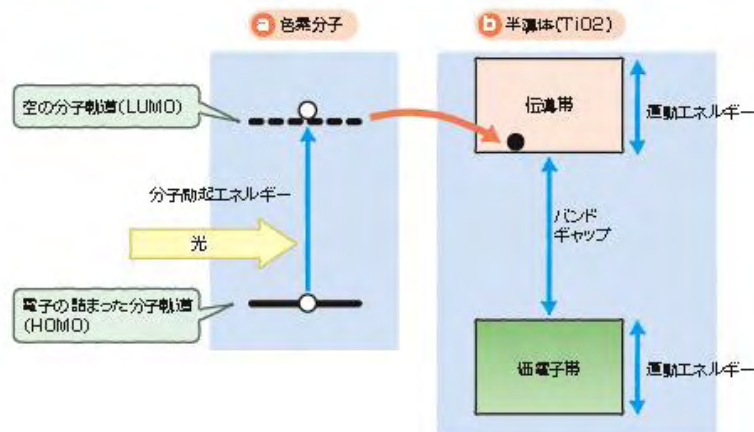 a 色素分子
b 半導体(TiO2)
空の分子軌道(LUMO)
伝導帯
運動エネルギー
分子励起エネルギー
光
バンド
ギャップ
電子の詰まった分子軌道
(HOMO)
価電子帯
運動エネルギー